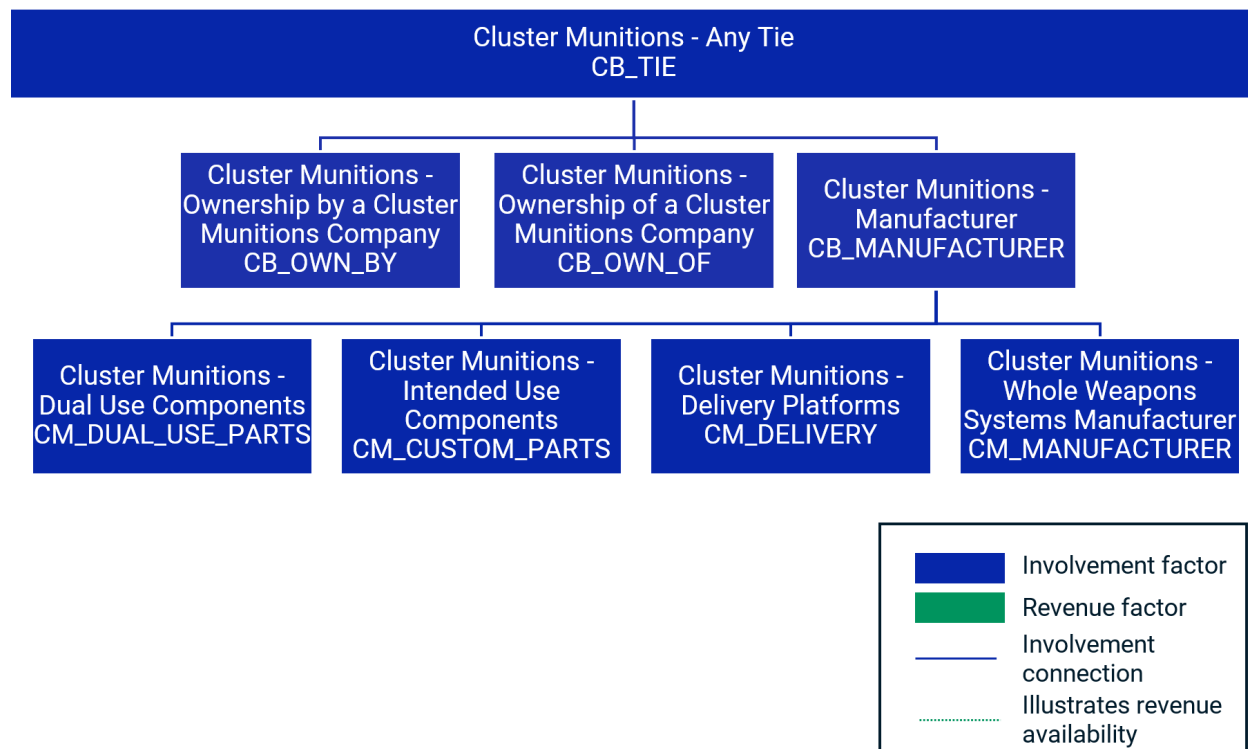 Cluster Munitions - Any Tie
CB_TIE
Cluster Munitions -
Ownership by a Cluster
Munitions Company
CB_OWN_BY
Cluster Munitions -
Ownership of a Cluster
Munitions Company
CB_OWN_OF
Cluster Munitions -
Manufacturer
CB_MANUFACTURER
Cluster Munitions -
Dual Use Components
CM_DUAL_USE_PARTS
Cluster Munitions -
Intended Use
Components
CM_CUSTOM_PARTS
Cluster Munitions -
Delivery Platforms
CM_DELIVERY
Cluster Munitions -
Whole Weapons
Systems Manufacturer
CM_MANUFACTURER
Involvement factor
Revenue factor
Involvement
connection
Illustrates revenue
availability